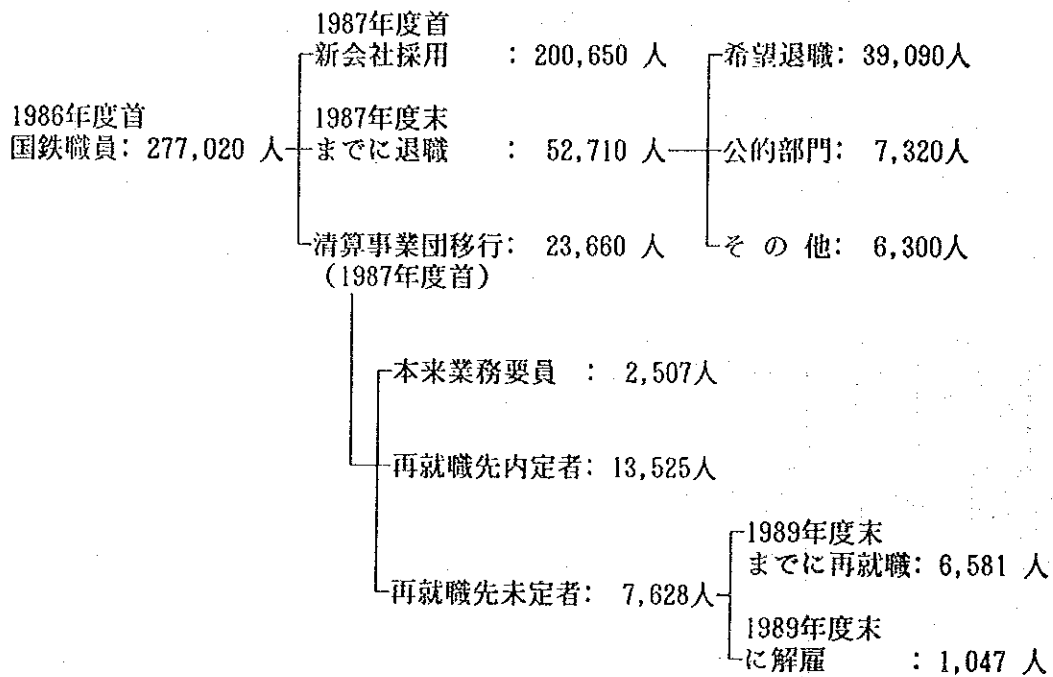 1987年度首
新会社採用 : 200,650 人
希望退職: 39,090人
1986年度首
国鉄職員: 277,020 人
1987年度末
までに退職 : 52,710 人
公的部門: 7,320人
清算事業団移行: 23,660 人
(1987年度首)
そ の 他: 6,300人
本来業務要員 : 2,507人
再就職先内定者: 13,525人
再就職先未定者: 7,628人
1989年度末
までに再就職: 6,581 人
1989年度末
に解雇 : 1,047 人